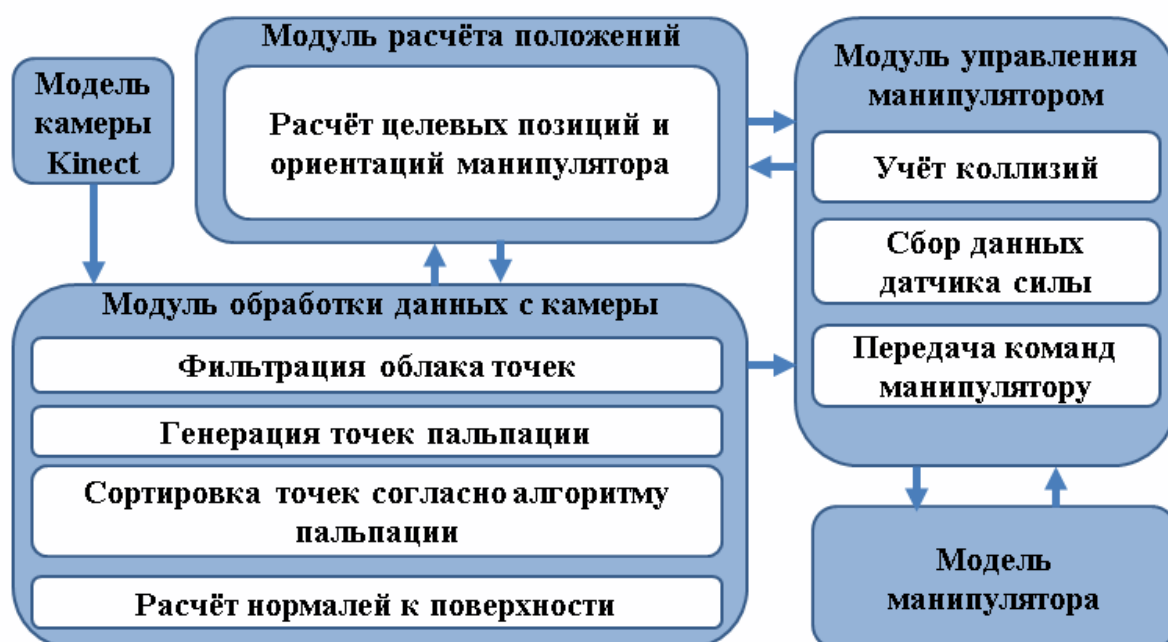 Модель
камеры
Kinect
Модуль расчёта положений
Расчёт целевых позиций и
ориентаций манипулятора
Модуль управления
манипулятором
Учёт коллизий
Сбор данных
датчика силы
Передача команд
манипулятору
Модуль обработки данных с камеры
Фильтрация облака точек
Генерация точек пальпации
Сортировка точек согласно алгоритму
пальпации
Расчёт нормалей к поверхности
Модель
манипулятора